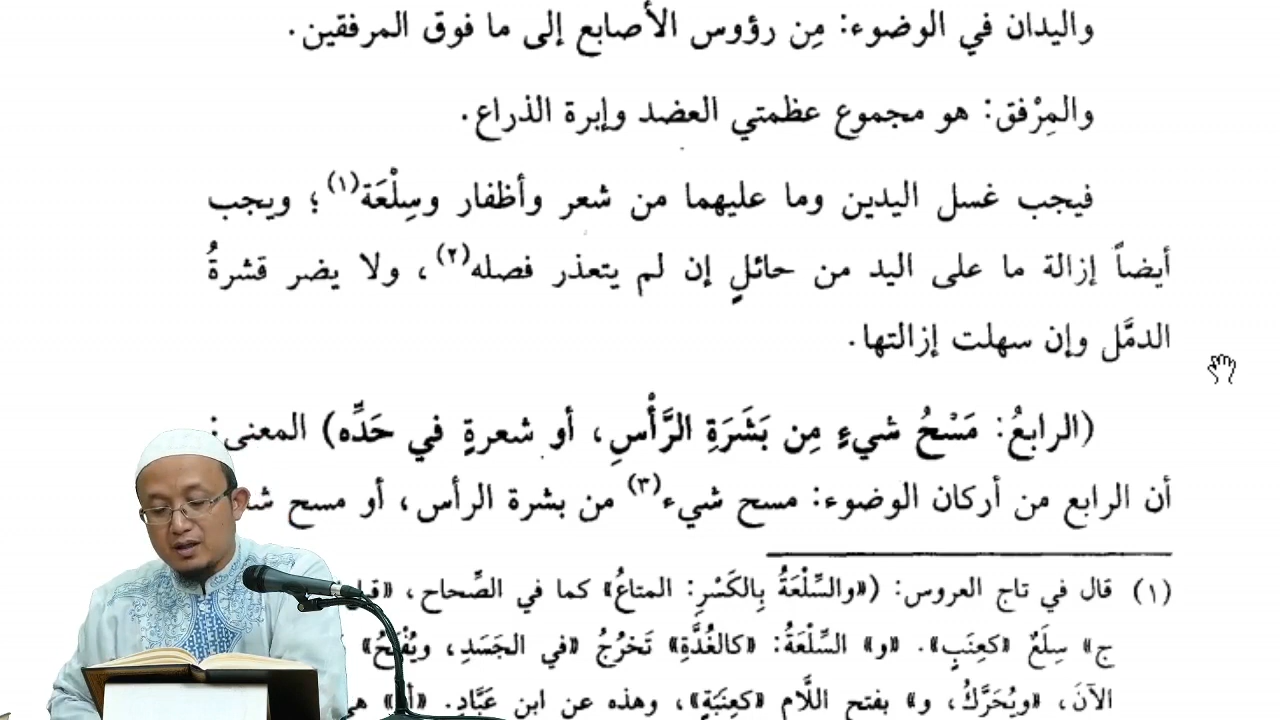 واليدان في الوضوء: مِن رؤوس الأصابع إلى ما فوق المرفقين.
والمِرْفق: هو مجموع عظمتي العضد وإبرة الذراع.
فيجب غسل اليدين وما عليهما من شعر وأظفار وسِلْعَة(١)؛ ويجب
أيضاً إزالة ما على اليد من حائلٍ إن لم يتعذر فصله(٢)، ولا يضر قشرةُ
الدمَّل وإن سهلت إزالتها.
(الرابعُ: مَسْحُ شيءٍ مِن بَشَرَةِ الرَّأْسِ، أو شعرةٍ في حَدِّه) المعنى:
أن الرابع من أركان الوضوء: مسح شيء(٣) من بشرة الرأس، أو مسح
(١) قال في تاج العروس: («والسِّلْعَةُ بِالكَسْرِ: المتاعُ» كما في الصِّحاح،
ج» سِلَعٌ «كعِنَبٍ». «و» السِّلْعَةُ: «كالغُدَّةِ» تَخرُجُ «في الجَسَدِ، ويُفْتَحُ»
الآنَ، «ويُحَرَّكُ، و» بفتح اللَّام «كعِنَبَةٍ»، وهذه عن ابن عَبَّادٍ.